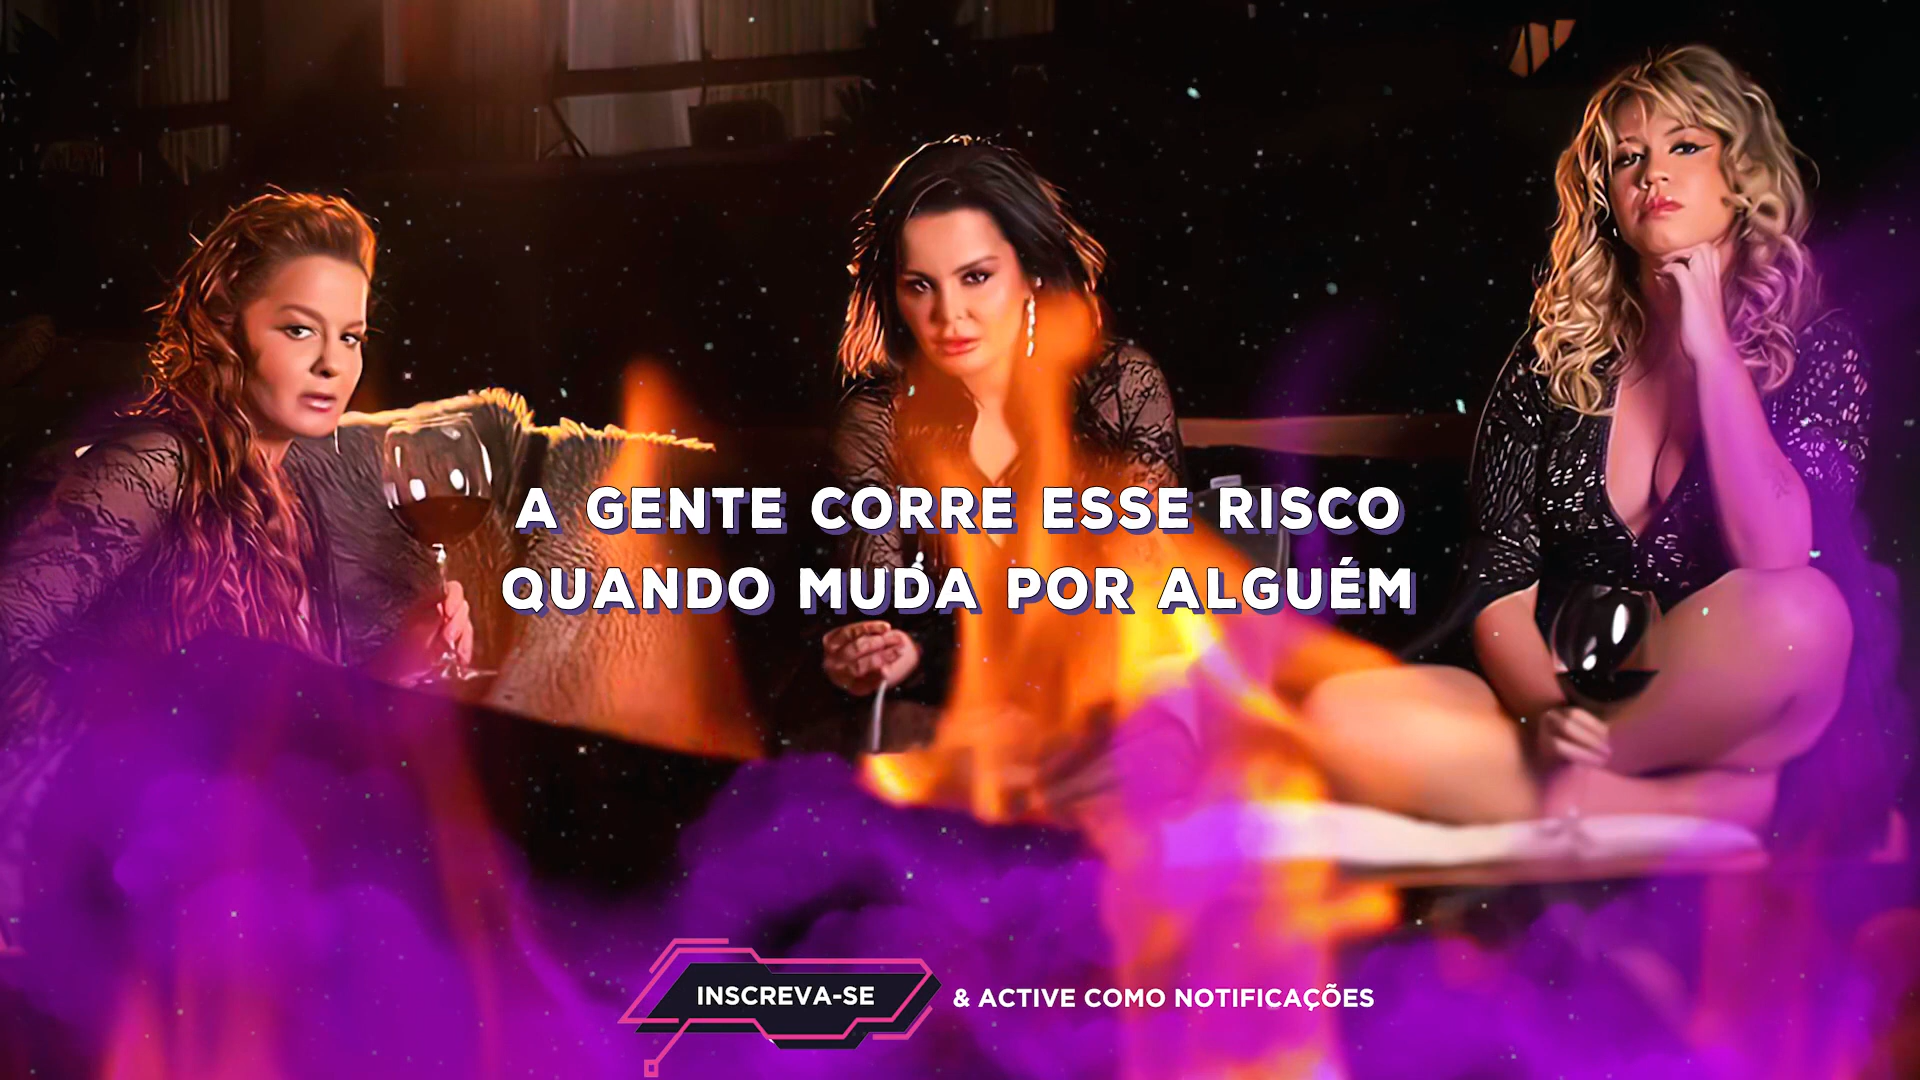 A GENTE CORRE ESSE RISCO
QUANDO MUDA POR ALGUÉM
INSCREVA-SE & ACTIVE COMO NOTIFICAÇÕES